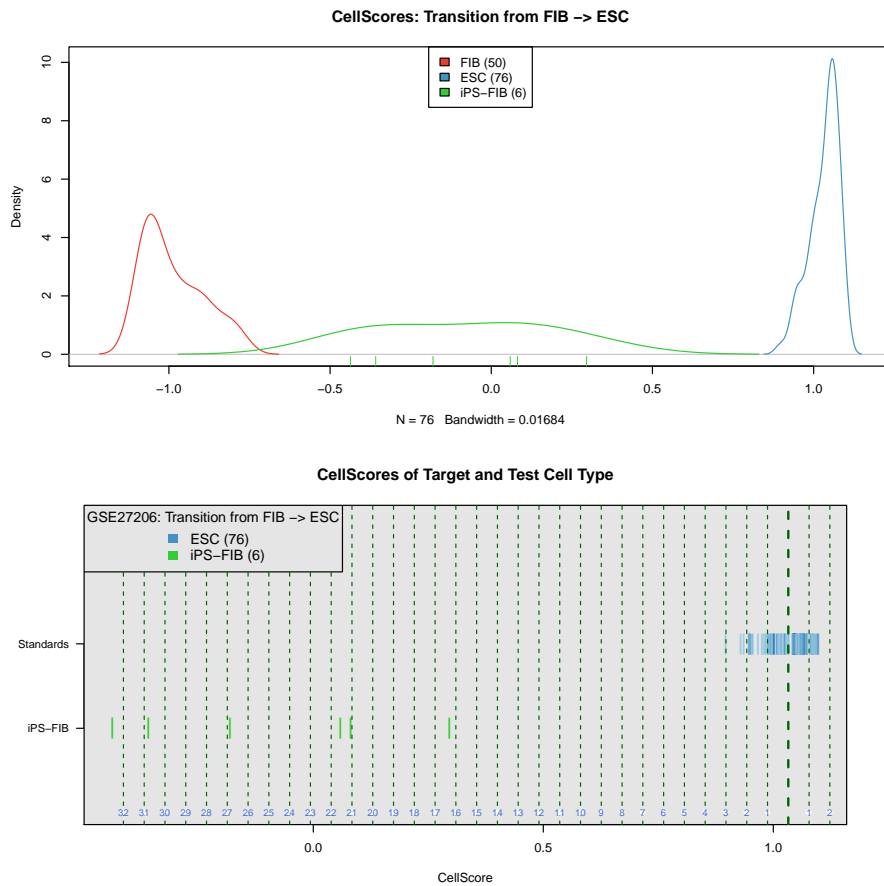 CellScores: Transition from FIB −> ESC
FIB (50)
ESC (76)
iPS−FIB (6)
Density
0 2 4 6 8 10
−1.0 −0.5 0.0 0.5 1.0
N = 76 Bandwidth = 0.01684
CellScores of Target and Test Cell Type
GSE27206: Transition from FIB −> ESC
ESC (76)
iPS−FIB (6)
Standards
iPS−FIB
32 31 30 29 28 27 26 25 24 23 22 21 20 19 18 17 16 15 14 13 12 11 10 9 8 7 6 5 4 3 2 1 1 2
0.0 0.5 1.0
CellScore